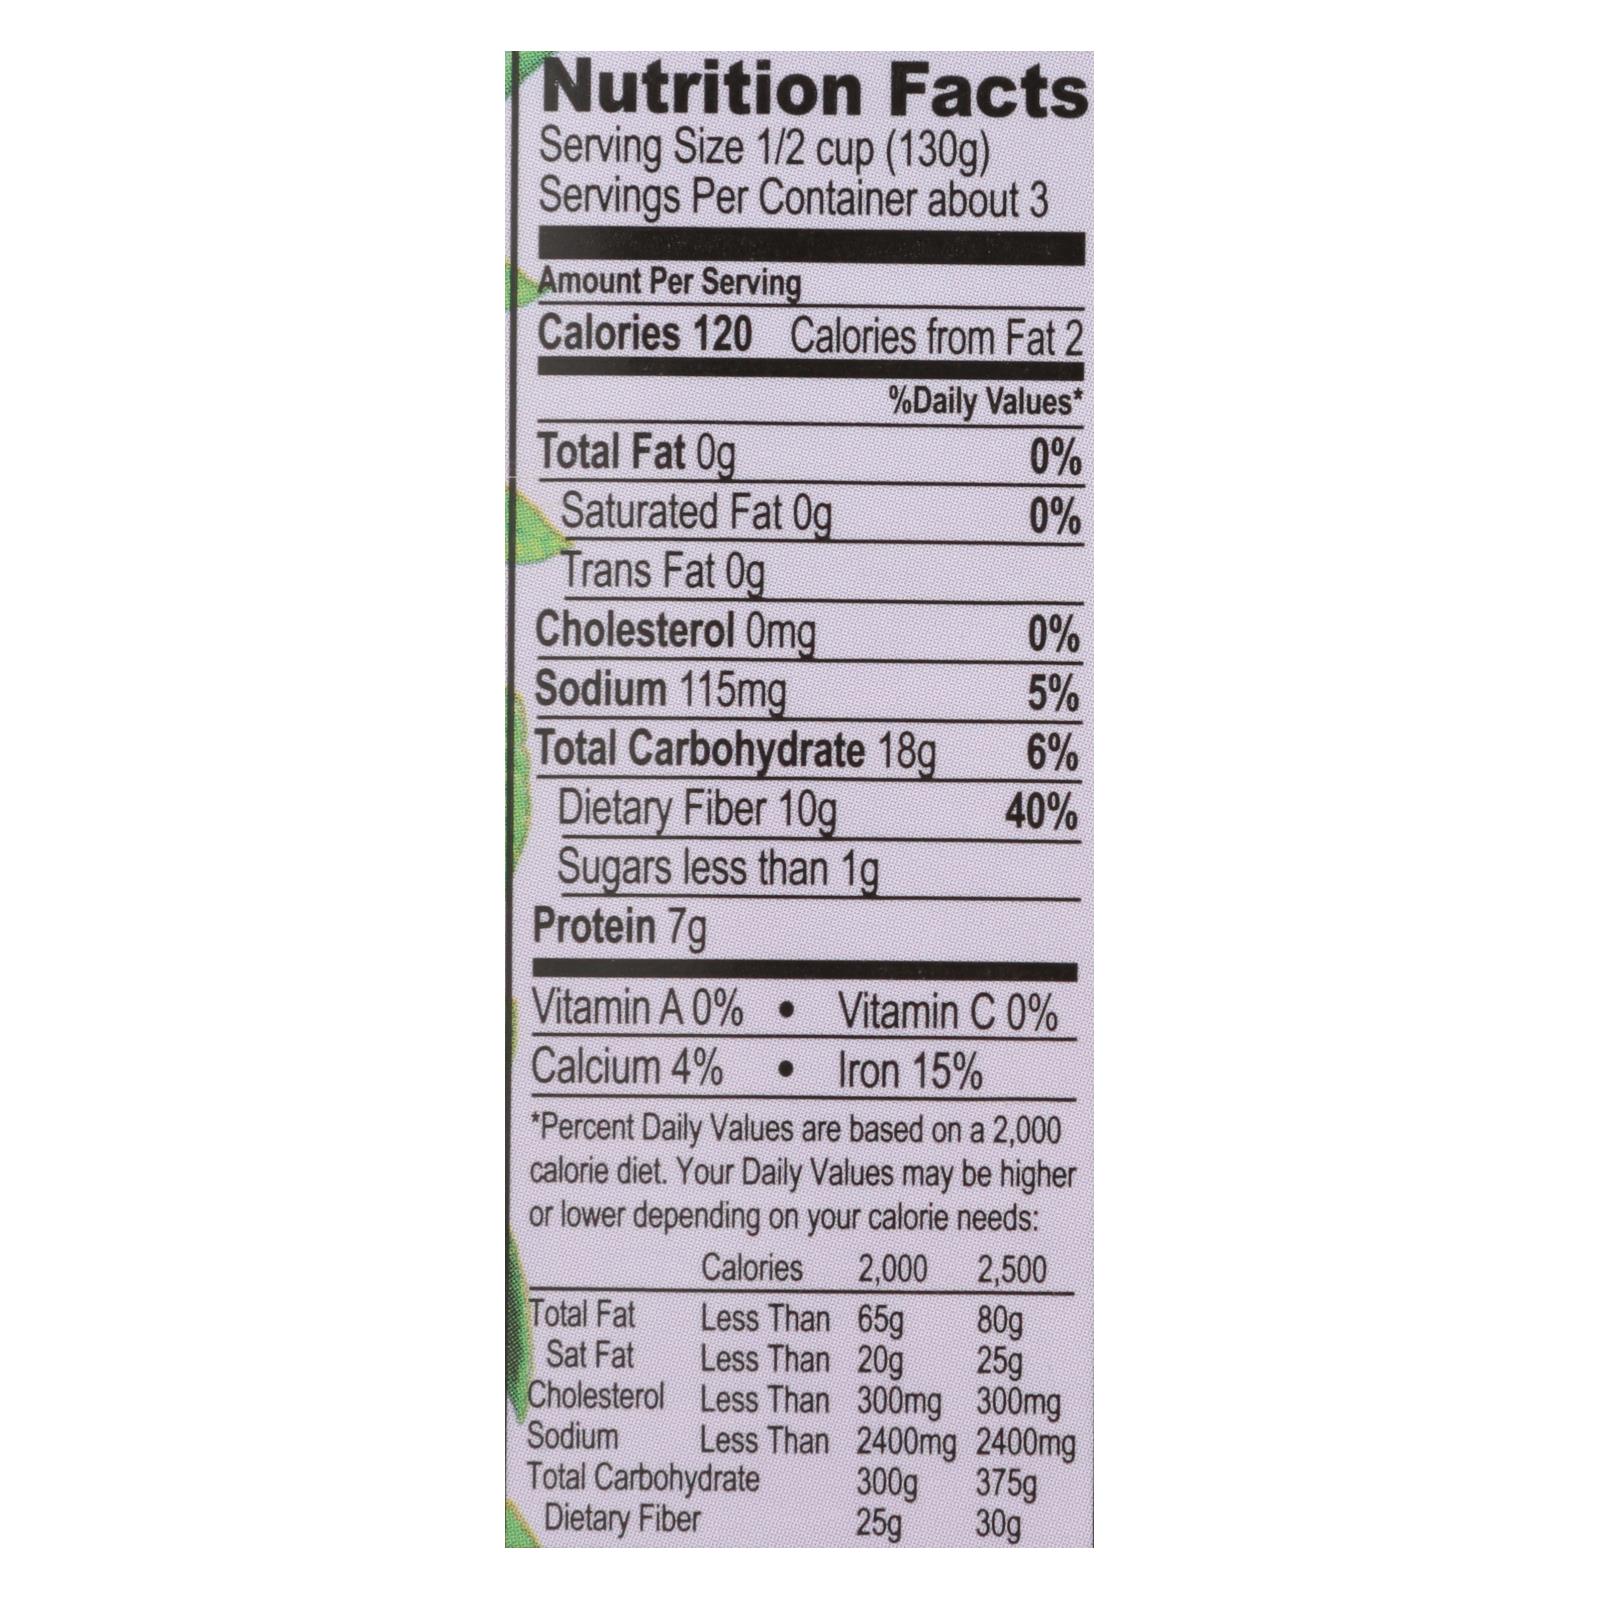 Nutrition Facts
Serving Size 1/2 cup (130g)
Servings Per Container about 3
Amount Per Serving
Calories 120 Calories from Fat 2
%Daily Values*
Total Fat 0g 0%
Saturated Fat 0g 0%
Trans Fat 0g
Cholesterol 0mg 0%
Sodium 115mg 5%
Total Carbohydrate 18g 6%
Dietary Fiber 10g 40%
Sugars less than 1g
Protein 7g
Vitamin A 0% • Vitamin C 0%
Calcium 4% • Iron 15%
*Percent Daily Values are based on a 2,000
calorie diet. Your Daily Values may be higher
or lower depending on your calorie needs:
Calories 2,000 2,500
Total Fat Less Than 65g 80g
Sat Fat Less Than 20g 25g
Cholesterol Less Than 300mg 300mg
Sodium Less Than 2400mg 2400mg
Total Carbohydrate 300g 375g
Dietary Fiber 25g 30g